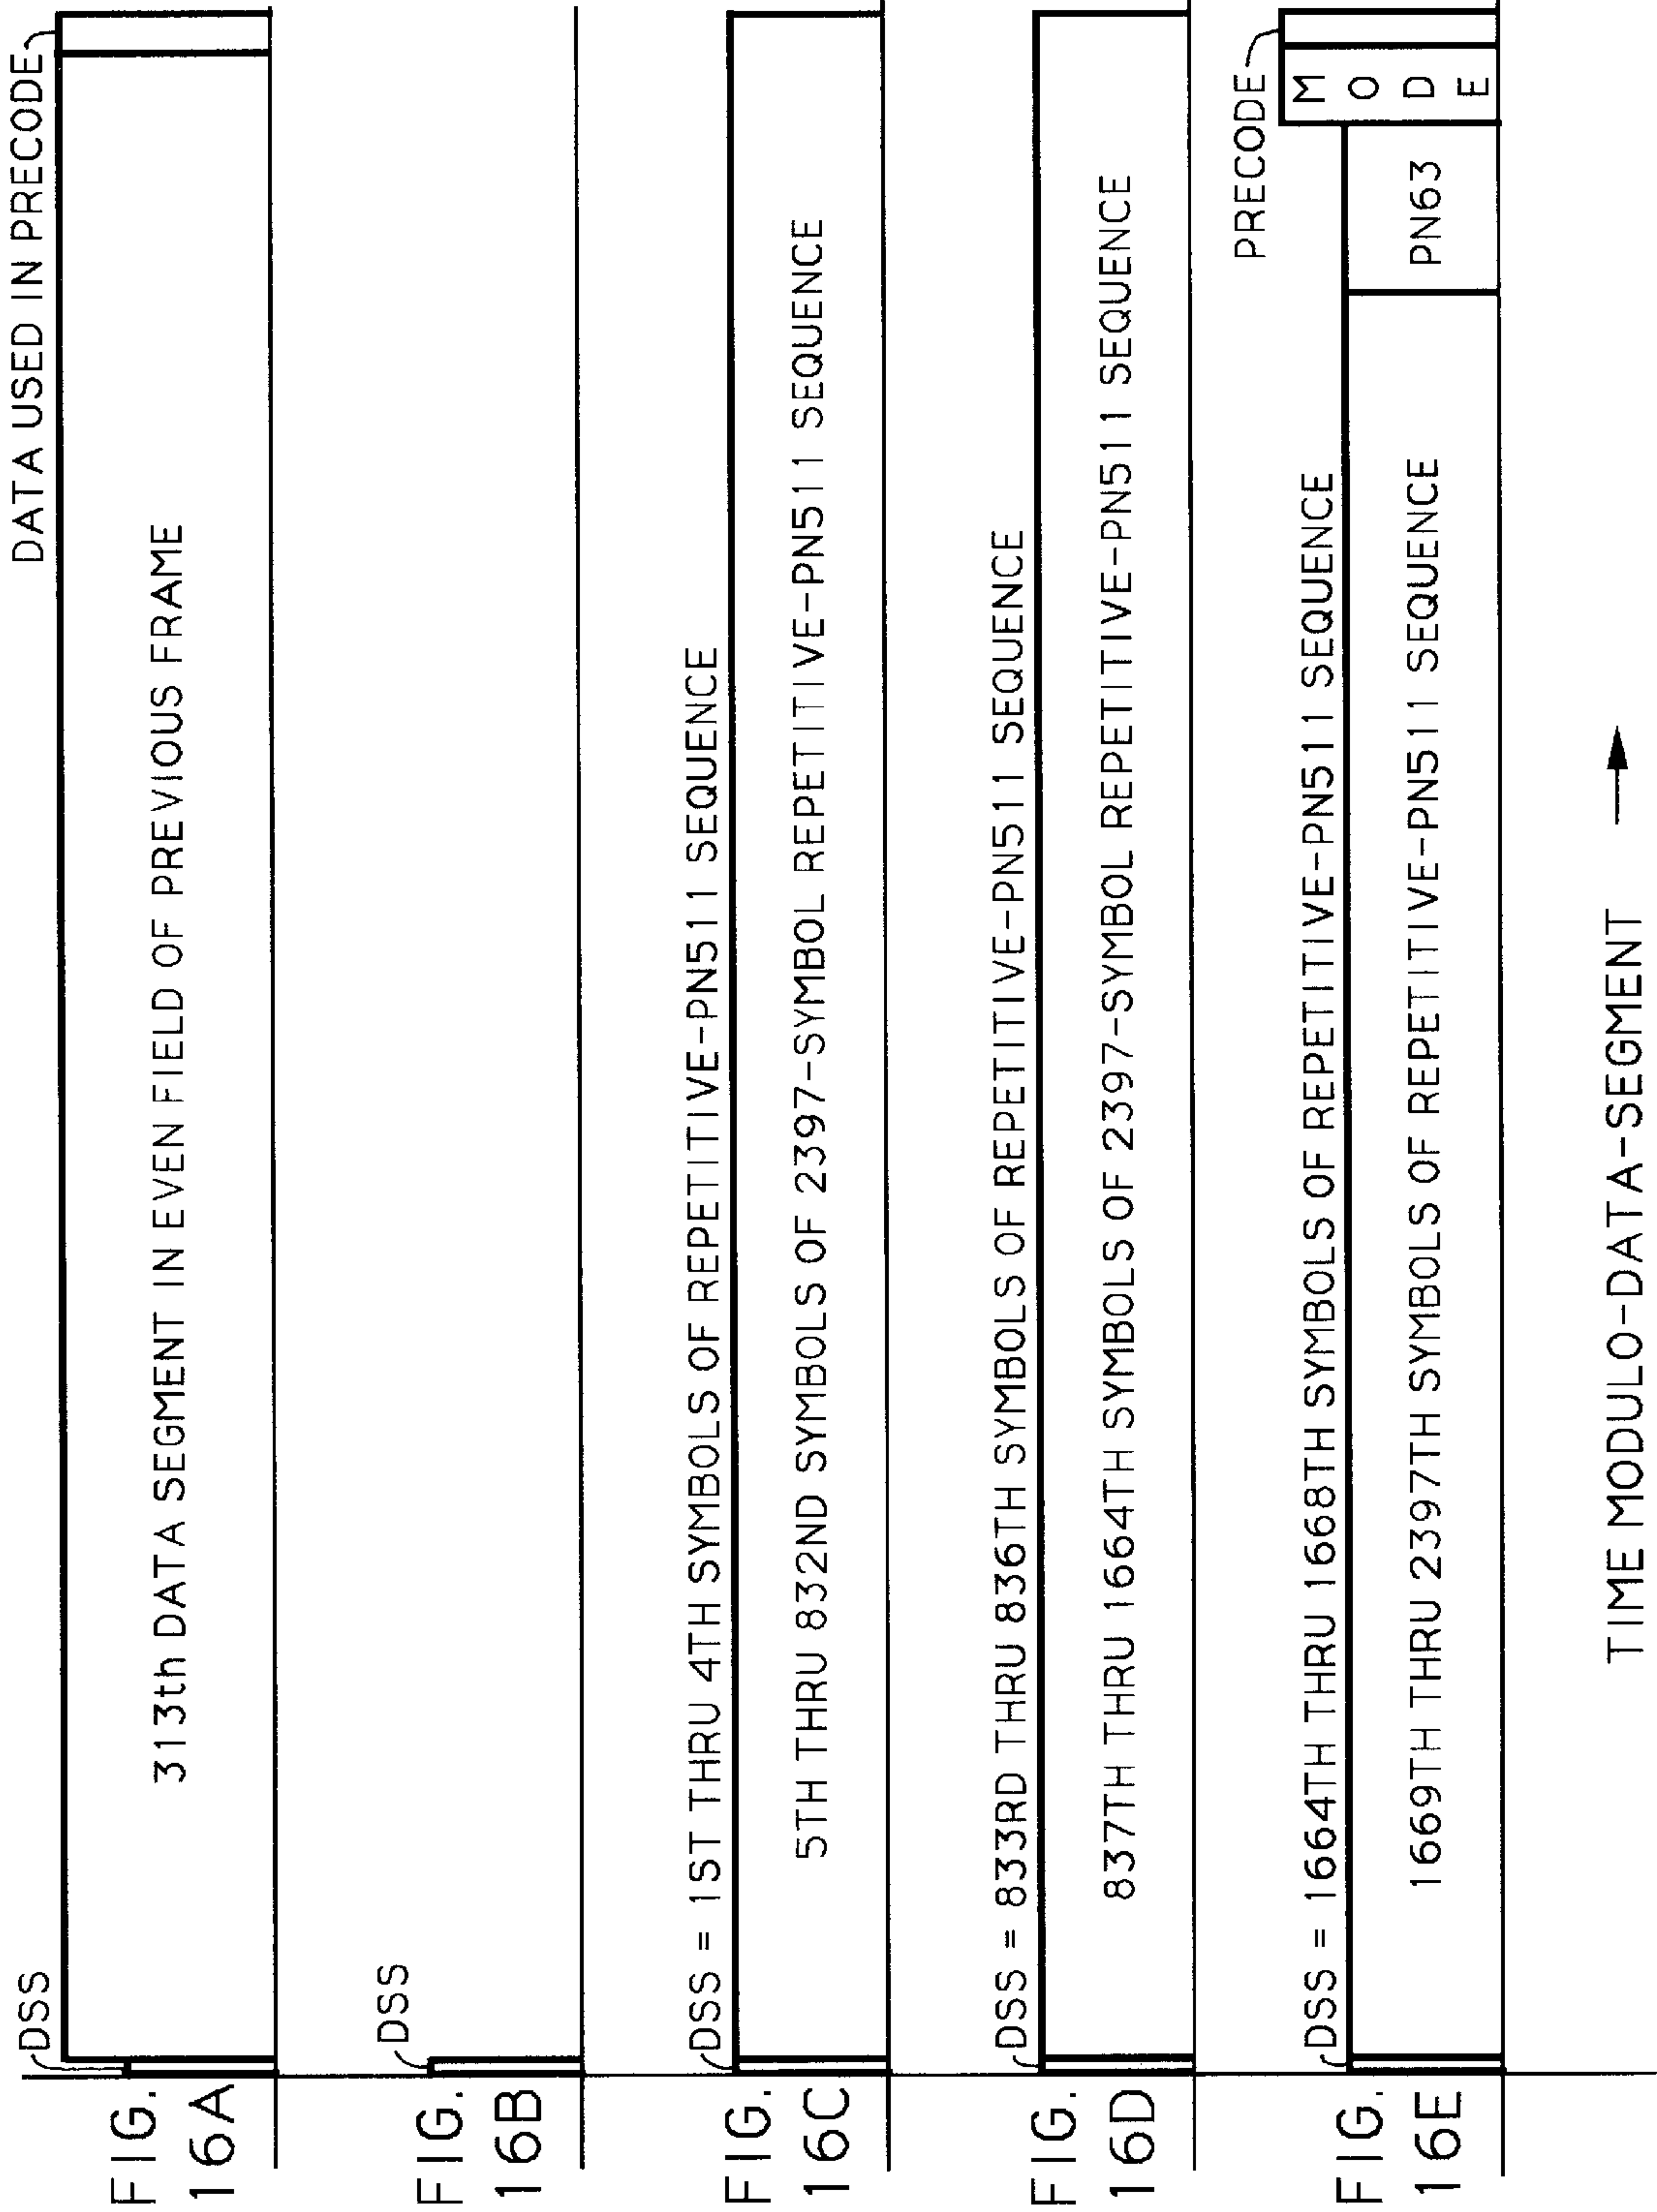 DATA USED IN PRECODE
DSS
313th DATA SEGMENT IN EVEN FIELD OF PREVIOUS FRAME
FIG.
16A
DSS
FIG.
16B
DSS = 1ST THRU 4TH SYMBOLS OF REPETITIVE-PN511 SEQUENCE
5TH THRU 832ND SYMBOLS OF 2397-SYMBOL REPETITIVE-PN511 SEQUENCE
FIG.
16C
DSS = 833RD THRU 836TH SYMBOLS OF REPETITIVE-PN511 SEQUENCE
837TH THRU 1664TH SYMBOLS OF 2397-SYMBOL REPETITIVE-PN511 SEQUENCE
FIG.
16D
PRECODE
DSS = 1664TH THRU 1668TH SYMBOLS OF REPETITIVE-PN511 SEQUENCE
1669TH THRU 2397TH SYMBOLS OF REPETITIVE-PN511 SEQUENCE
PN63
M
O
D
E
FIG.
16E
TIME MODULO-DATA-SEGMENT